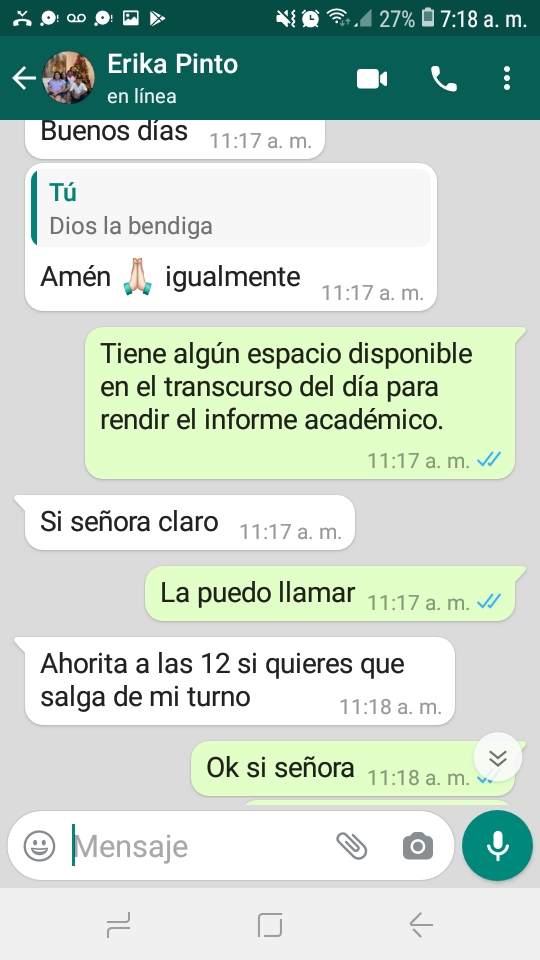 27% 7:18 a. m.
Erika Pinto
en línea
Buenos días 11:17 a. m.
Tú
Dios la bendiga
Amén 🙏🏻 igualmente 11:17 a. m.
Tiene algún espacio disponible
en el transcurso del día para
rendir el informe académico.
11:17 a. m.
Si señora claro 11:17 a. m.
La puedo llamar 11:17 a. m.
Ahorita a las 12 si quieres que
salga de mi turno 11:18 a. m.
Ok si señora 11:18 a. m.
Mensaje